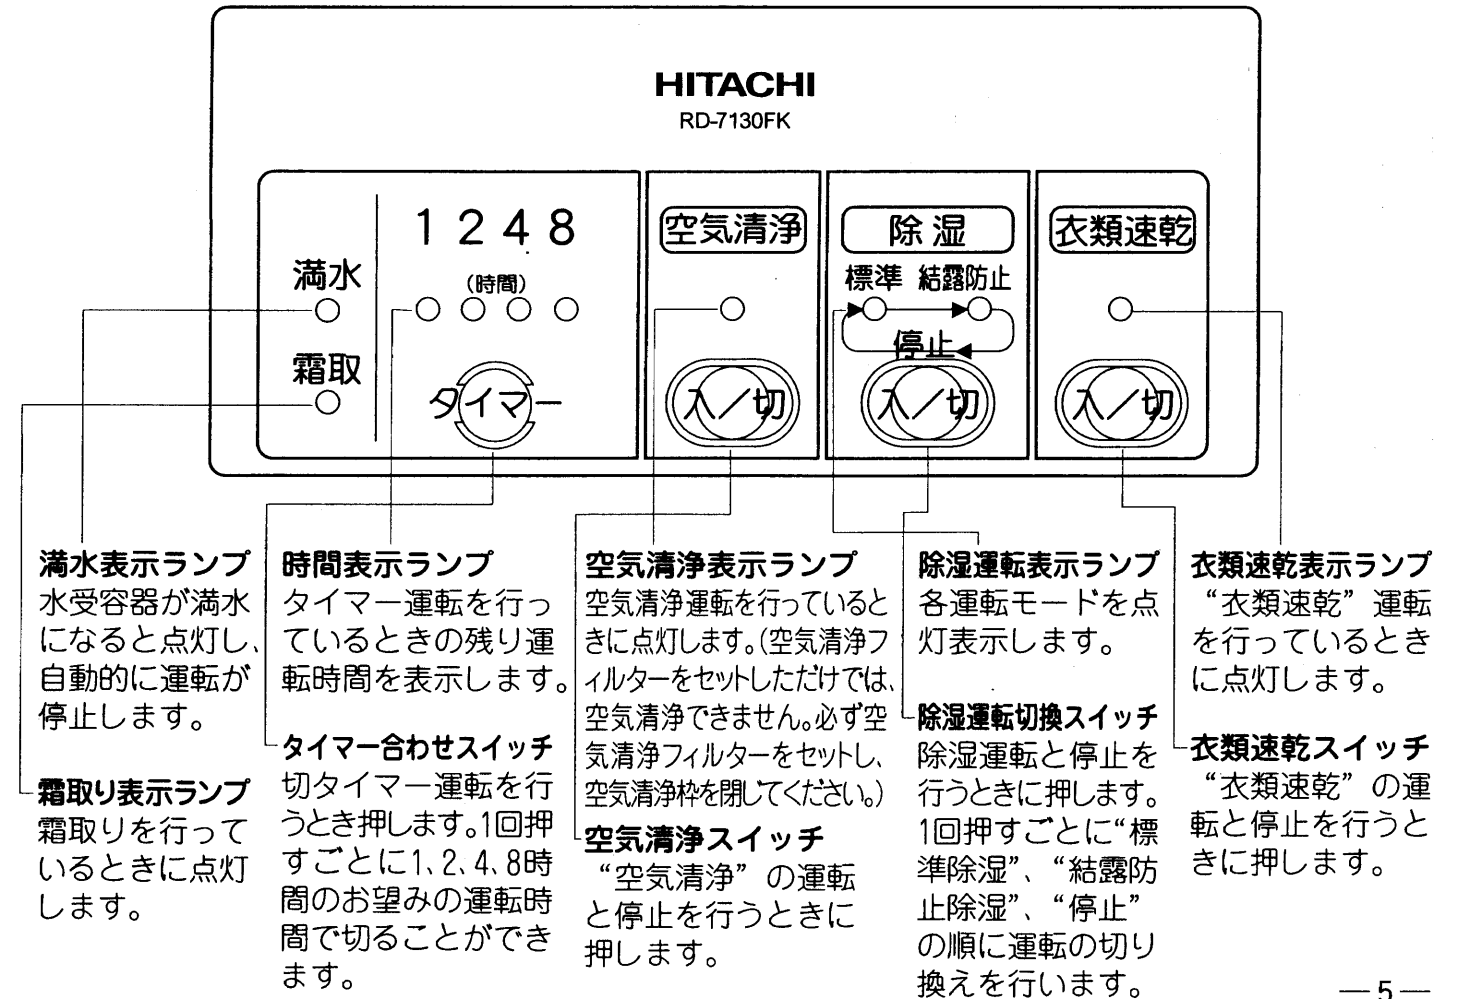 HITACHI
RD-7130FK
1 2 4 8
(時間)
満水
霜取
タイマー
空気清浄
入／切
除湿
標準 結露防止
停止
入／切
衣類速乾
入／切
満水表示ランプ
水受容器が満水
になると点灯し、
自動的に運転が
停止します。
霜取り表示ランプ
霜取りを行って
いるときに点灯
します。
時間表示ランプ
タイマー運転を行っ
ているときの残り運
転時間を表示します。
タイマー合わせスイッチ
切タイマー運転を行
うとき押します。1回押
すごとに1、2、4、8時
間のお望みの運転時
間で切ることができ
ます。
空気清浄表示ランプ
空気清浄運転を行っていると
きに点灯します。(空気清浄フ
ィルターをセットしただけでは、
空気清浄できません。必ず空
気清浄フィルターをセットし、
空気清浄枠を閉じてください。)
空気清浄スイッチ
“空気清浄”の運転
と停止を行うときに
押します。
除湿運転表示ランプ
各運転モードを点
灯表示します。
除湿運転切換スイッチ
除湿運転と停止を
行うときに押します。
1回押すごとに“標
準除湿”、“結露防
止除湿”、“停止”
の順に運転の切り
換えを行います。
衣類速乾表示ランプ
“衣類速乾”運転
を行っているとき
に点灯します。
衣類速乾スイッチ
“衣類速乾”の運
転と停止を行うと
きに押します。
—5—